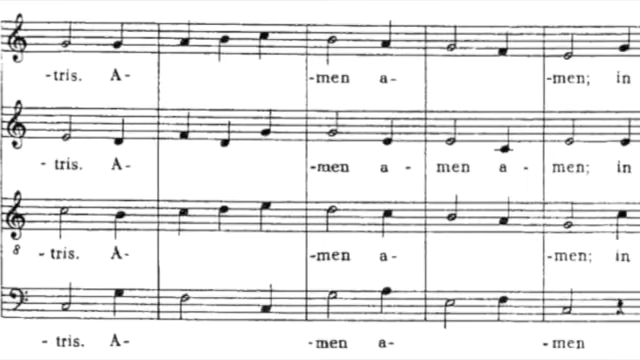 -tris. A- -men a- -men; in
-tris. A- -men a- men a- men; in
8 -tris. A- -men a- -men; in
-tris. A- -men a- -men